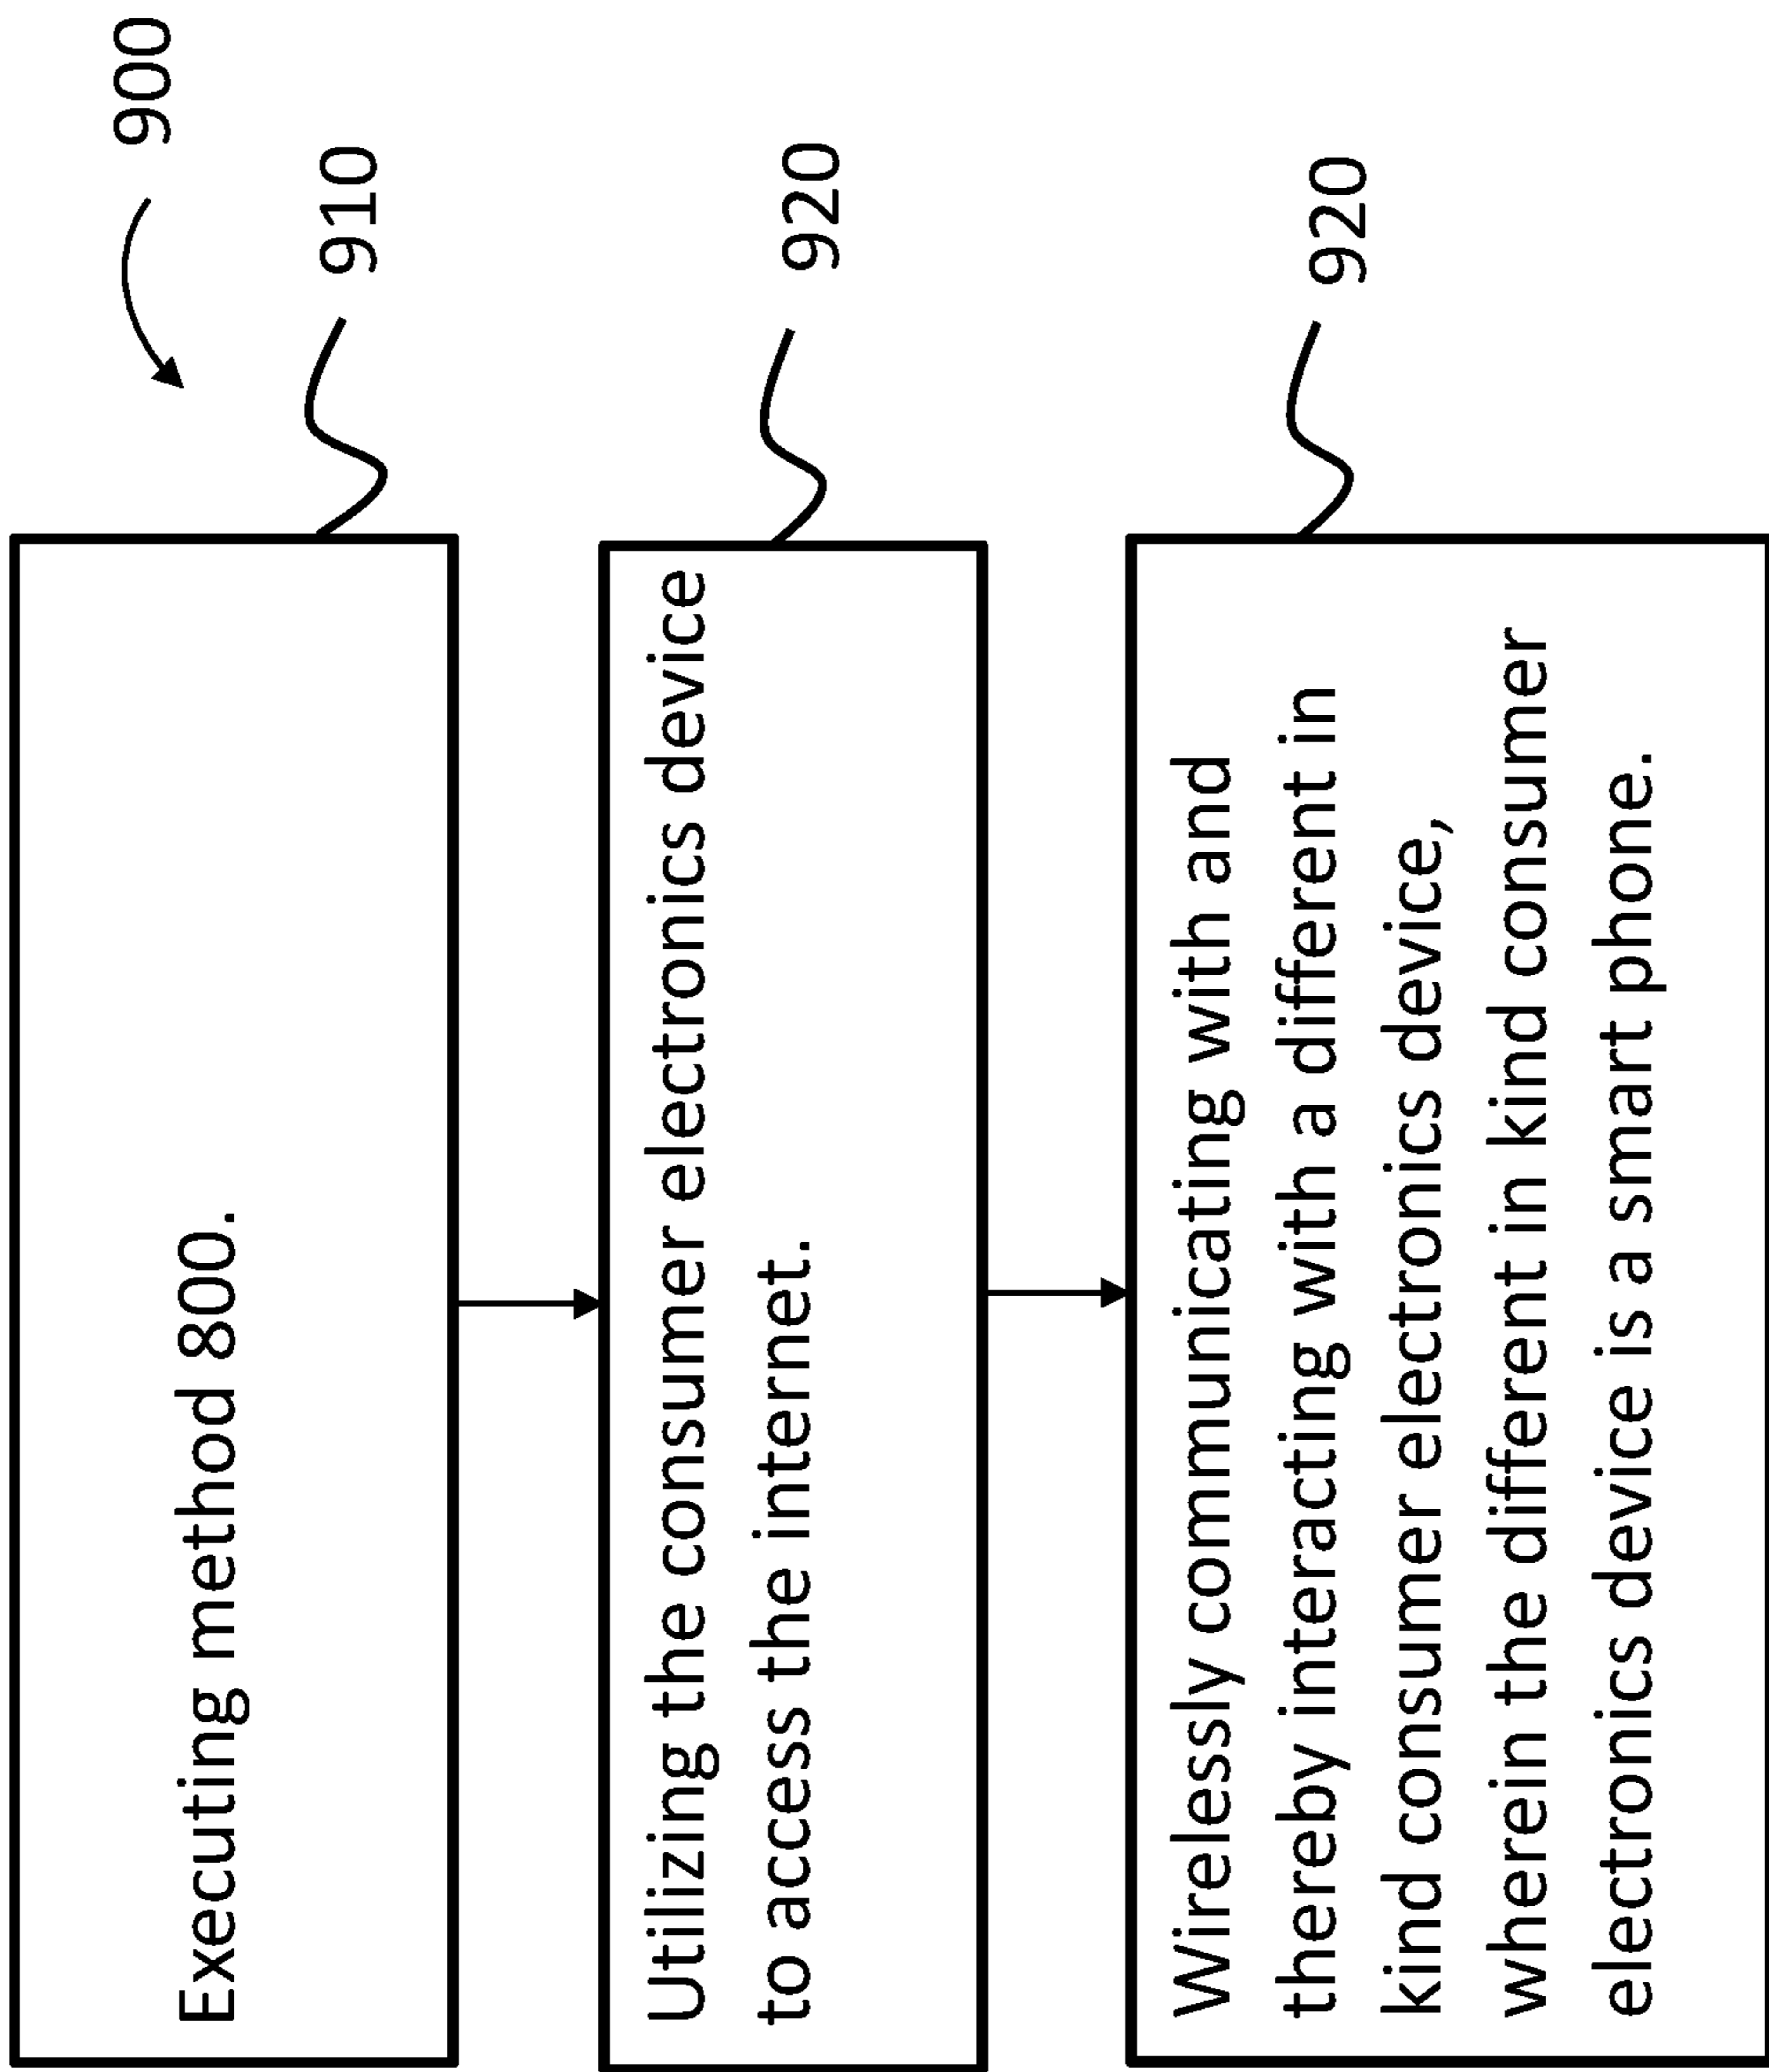 900
Executing method 800.
910
Utilizing the consumer electronics device
to access the internet.
920
Wirelessly communicating with and
thereby interacting with a different in
kind consumer electronics device,
wherein the different in kind consumer
electronics device is a smart phone.
920